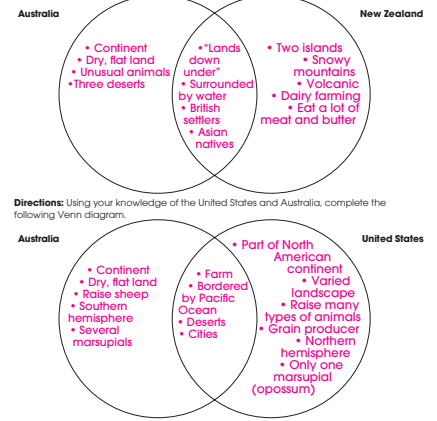 Australia
New Zealand
• Continent
• Dry, flat land
• Unusual animals
•Three deserts
•"Lands
down
under"
• Surrounded
by water
• British
settlers
• Asian
natives
• Two islands
• Snowy
mountains
• Volcanic
• Dairy farming
• Eat a lot of
meat and butter
Directions: Using your knowledge of the United States and Australia, complete the
following Venn diagram.
Australia
United States
• Continent
• Dry, flat land
• Raise sheep
• Southern
hemisphere
• Several
marsupials
• Farm
• Bordered
by Pacific
Ocean
• Deserts
• Cities
• Part of North
American
continent
• Varied
landscape
• Raise many
types of animals
• Grain producer
• Northern
hemisphere
• Only one
marsupial
(opossum)